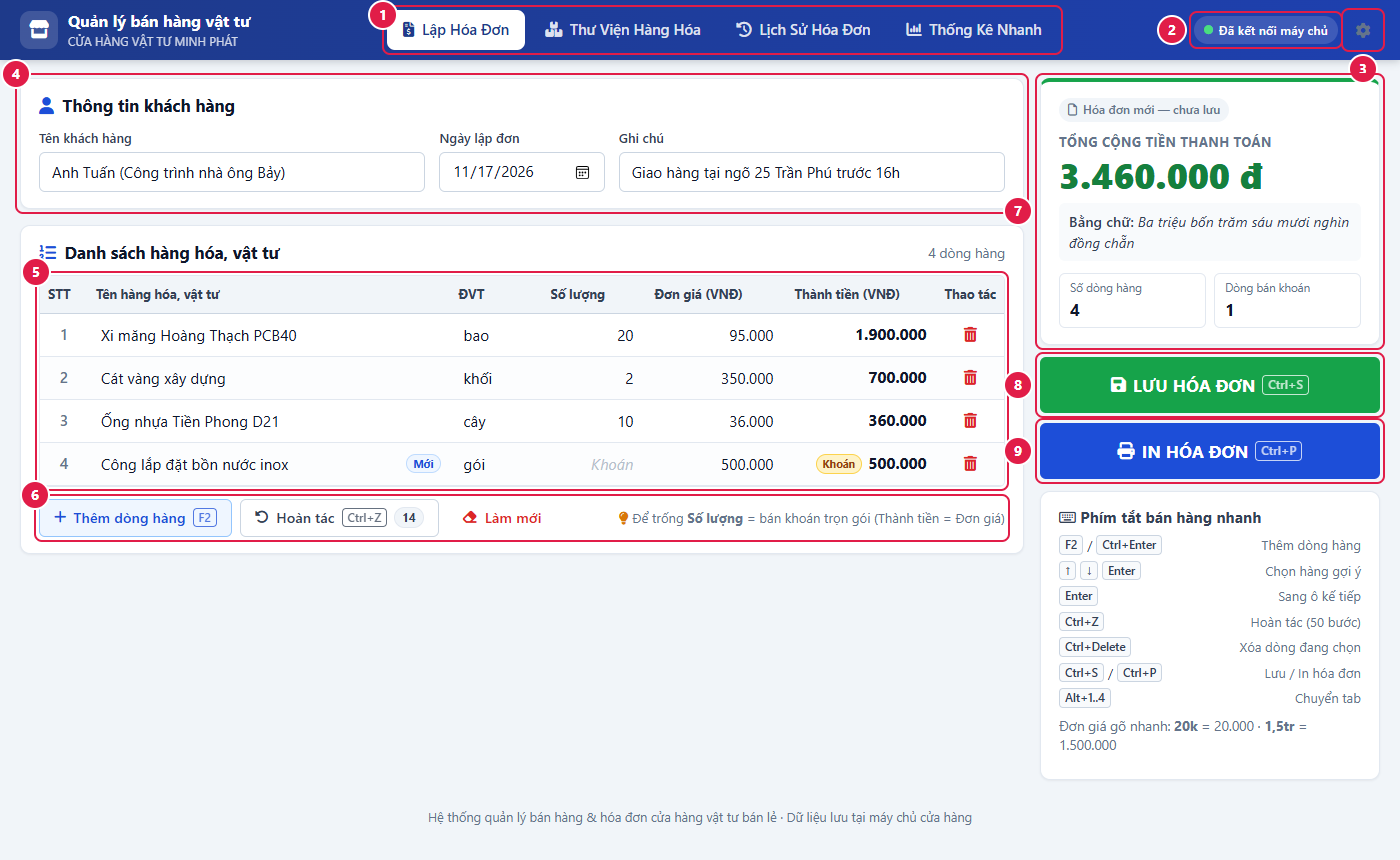 Quản lý bán hàng vật tư
CỬA HÀNG VẬT TƯ MINH PHÁT
1
Lập Hóa Đơn
Thư Viện Hàng Hóa
Lịch Sử Hóa Đơn
Thống Kê Nhanh
2
Đã kết nối máy chủ
3
4
Thông tin khách hàng
Tên khách hàng
Ngày lập đơn
Ghi chú
Anh Tuấn (Công trình nhà ông Bảy)
11/17/2026
Giao hàng tại ngõ 25 Trần Phú trước 16h
7
Hóa đơn mới — chưa lưu
TỔNG CỘNG TIỀN THANH TOÁN
3.460.000 đ
Bằng chữ: Ba triệu bốn trăm sáu mươi nghìn
đồng chẵn
Số dòng hàng
4
Dòng bán khoán
1
Danh sách hàng hóa, vật tư
4 dòng hàng
5
STT Tên hàng hóa, vật tư ĐVT Số lượng Đơn giá (VNĐ) Thành tiền (VNĐ) Thao tác
1 Xi măng Hoàng Thạch PCB40 bao 20 95.000 1.900.000
2 Cát vàng xây dựng khối 2 350.000 700.000
3 Ống nhựa Tiền Phong D21 cây 10 36.000 360.000
4 Công lắp đặt bồn nước inox Mới gói Khoán 500.000 Khoán 500.000
6
Thêm dòng hàng F2
Hoàn tác Ctrl+Z 14
Làm mới
Để trống Số lượng = bán khoán trọn gói (Thành tiền = Đơn giá)
8
LƯU HÓA ĐƠN Ctrl+S
9
IN HÓA ĐƠN Ctrl+P
Phím tắt bán hàng nhanh
F2 / Ctrl+Enter Thêm dòng hàng
↑ ↓ Enter Chọn hàng gợi ý
Enter Sang ô kế tiếp
Ctrl+Z Hoàn tác (50 bước)
Ctrl+Delete Xóa dòng đang chọn
Ctrl+S / Ctrl+P Lưu / In hóa đơn
Alt+1..4 Chuyển tab
Đơn giá gõ nhanh: 20k = 20.000 · 1,5tr =
1.500.000
Hệ thống quản lý bán hàng & hóa đơn cửa hàng vật tư bán lẻ · Dữ liệu lưu tại máy chủ cửa hàng